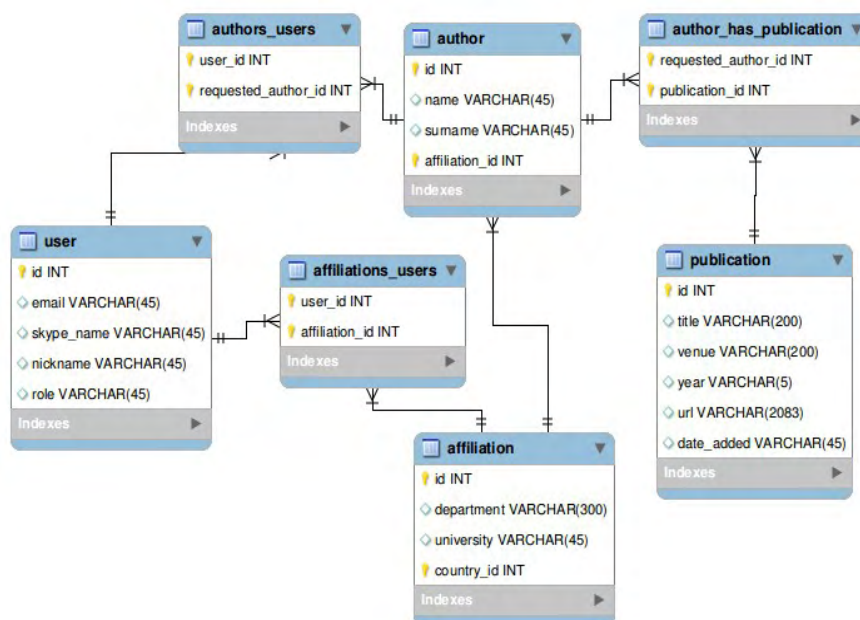 authors_users
user_id INT
requested_author_id INT
Indexes
author
id INT
name VARCHAR(45)
surname VARCHAR(45)
affiliation_id INT
Indexes
author_has_publication
requested_author_id INT
publication_id INT
Indexes
user
id INT
email VARCHAR(45)
skype_name VARCHAR(45)
nickname VARCHAR(45)
role VARCHAR(45)
Indexes
affiliations_users
user_id INT
affiliation_id INT
Indexes
publication
id INT
title VARCHAR(200)
venue VARCHAR(200)
year VARCHAR(5)
url VARCHAR(2083)
date_added VARCHAR(45)
Indexes
affiliation
id INT
department VARCHAR(300)
university VARCHAR(45)
country_id INT
Indexes